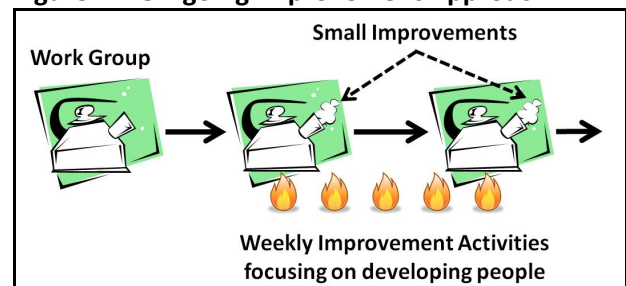 Small Improvements
Work Group
Weekly Improvement Activities
focusing on developing people